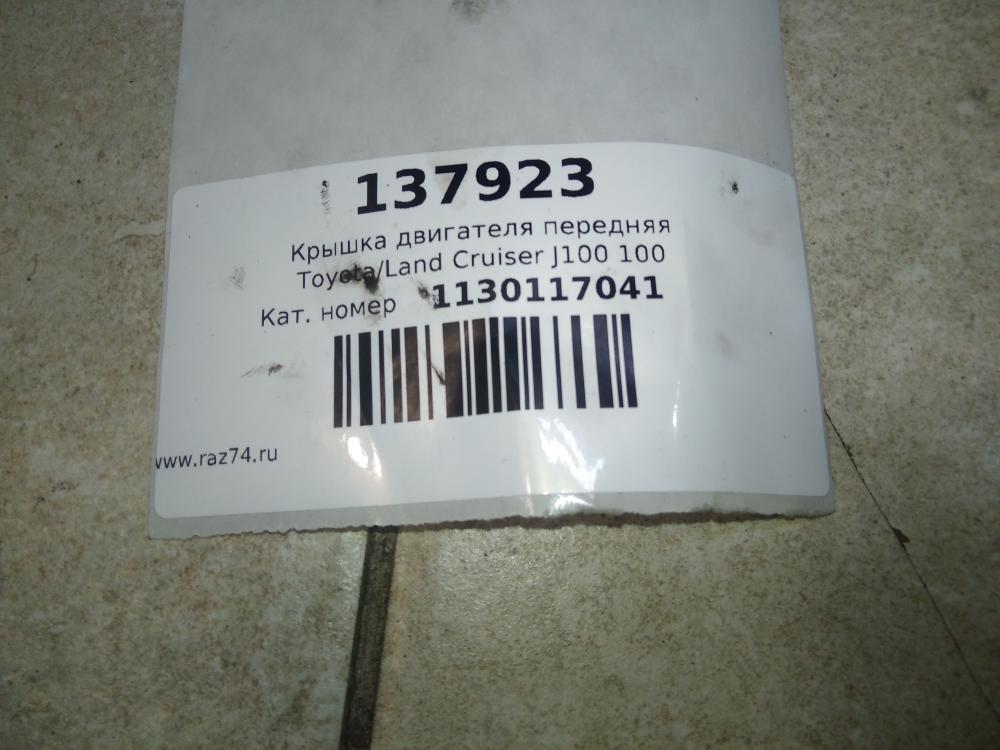 137923
Крышка двигателя передняя
Toyota/Land Cruiser J100 100
Кат. номер 1130117041
www.raz74.ru